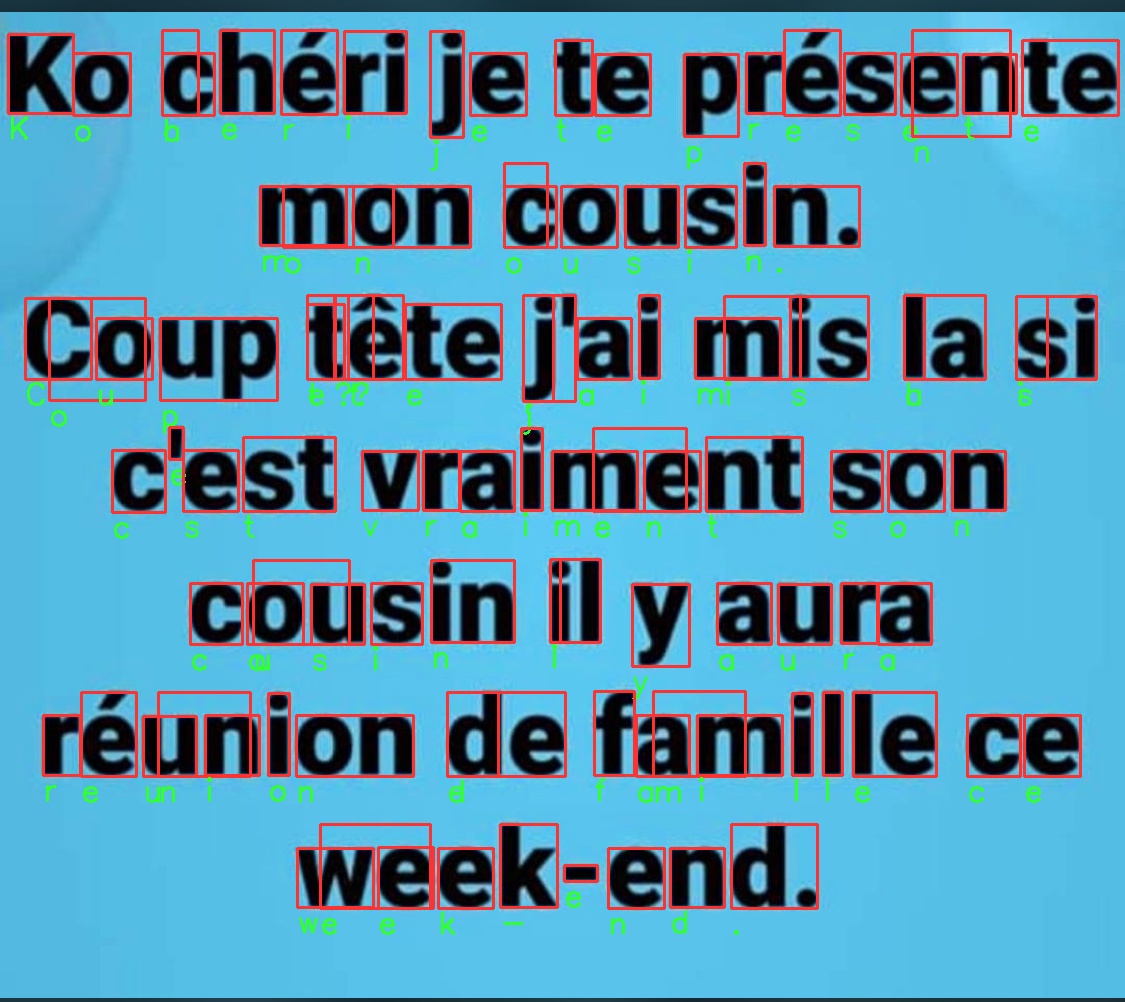 Ko chéri je te présente
K o b e r i j e t e p r e s e n t e
mon cousin.
m o n o u s i n .
Coup tête j'ai mis la si
C o u p t ?? e j a i mi s b s
c'est vraiment son
c e s t v r a i m e n t s o n
cousin il y aura
c o u s i n l y a u r a
réunion de famille ce
r e u n i o n d f a m i l l e c e
week-end.
w e e k - e n d .